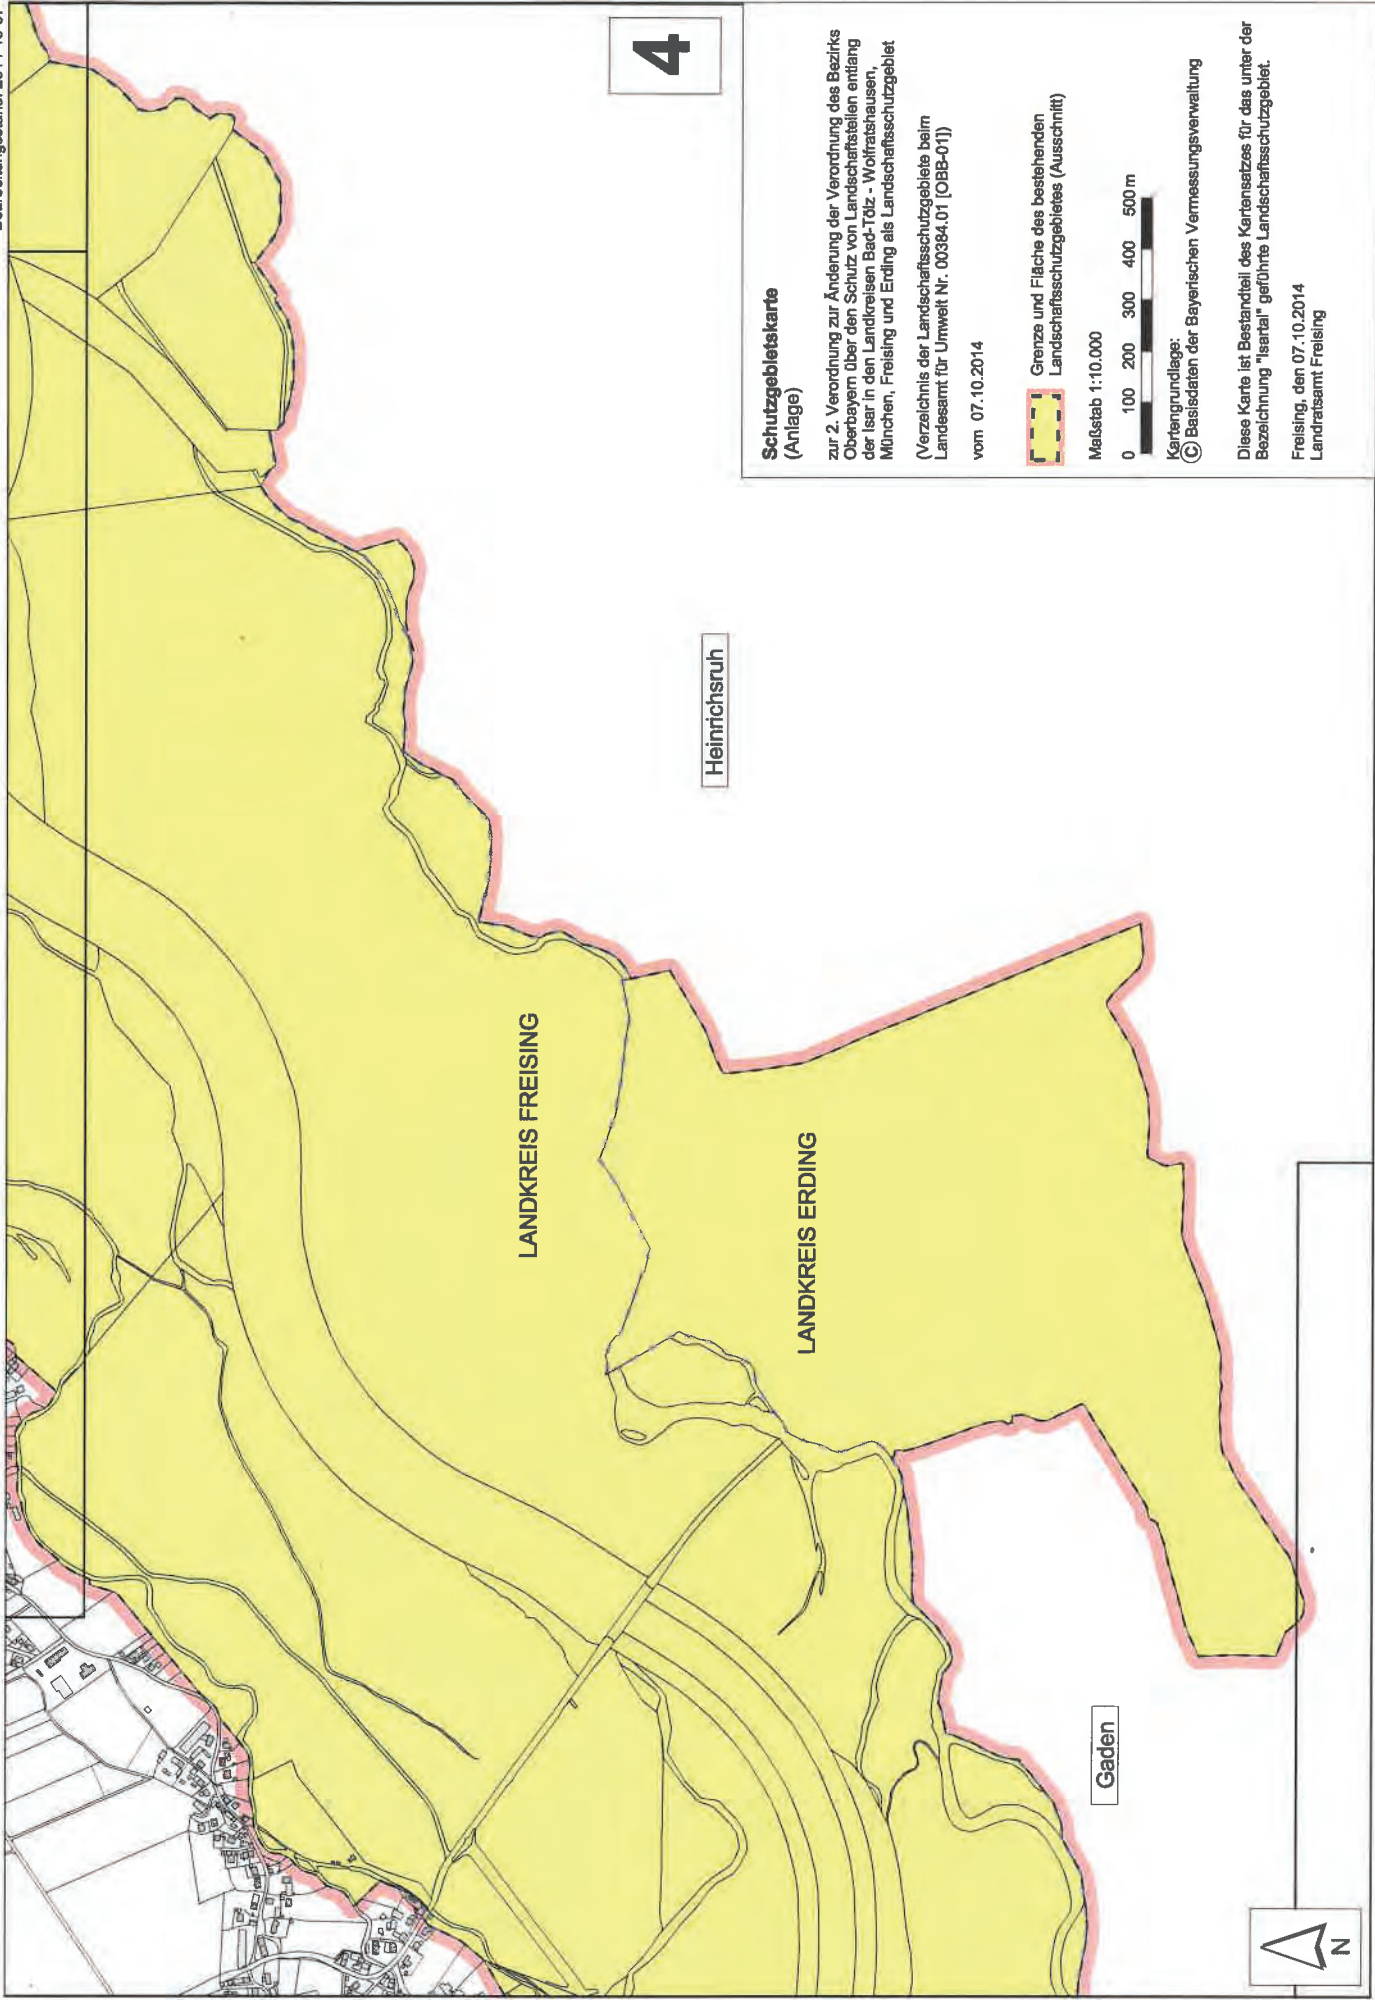 4
Schutzgebietskarte
(Anlage)
zur 2. Verordnung zur Änderung der Verordnung des Bezirks
Oberbayern über den Schutz von Landschaftsteilen entlang
der Isar in den Landkreisen Bad-Tölz - Wolfratshausen,
München, Freising und Erding als Landschaftsschutzgebiet
(Verzeichnis der Landschaftsschutzgebiete beim
Landesamt für Umwelt Nr. 00384.01 [OBB-01])
vom 07.10.2014
Grenze und Fläche des bestehenden
Landschaftsschutzgebietes (Ausschnitt)
Maßstab 1:10.000
0 100 200 300 400 500 m
Kartengrundlage:
© Basisdaten der Bayerischen Vermessungsverwaltung
Diese Karte ist Bestandteil des Kartensatzes für das unter der
Bezeichnung "Isartal" geführte Landschaftsschutzgebiet.
Freising, den 07.10.2014
Landratsamt Freising
Heinrichsruh
LANDKREIS FREISING
LANDKREIS ERDING
Gaden
N